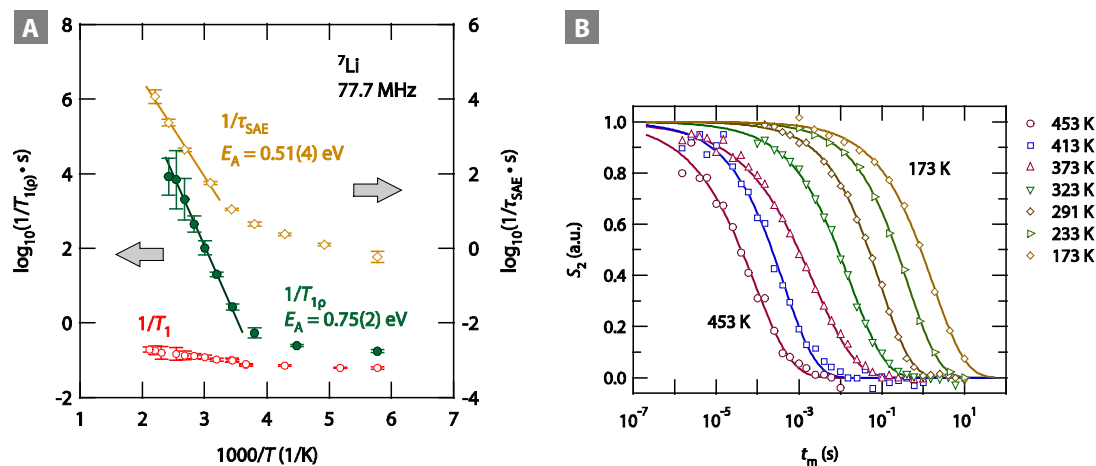 A
8
6
4
2
0
-2
log10(1/T1(ρ) • s)
1
2
3
4
5
6
7
1000/T (1/K)
6
4
2
0
-2
-4
log10(1/τSAE • s)
7Li
77.7 MHz
1/τSAE
EA = 0.51(4) eV
1/T1ρ
EA = 0.75(2) eV
1/T1
B
1.0
0.8
0.6
0.4
0.2
0.0
S2 (a.u.)
10-7
10-5
10-3
10-1
101
tm (s)
173 K
453 K
453 K
413 K
373 K
323 K
291 K
233 K
173 K